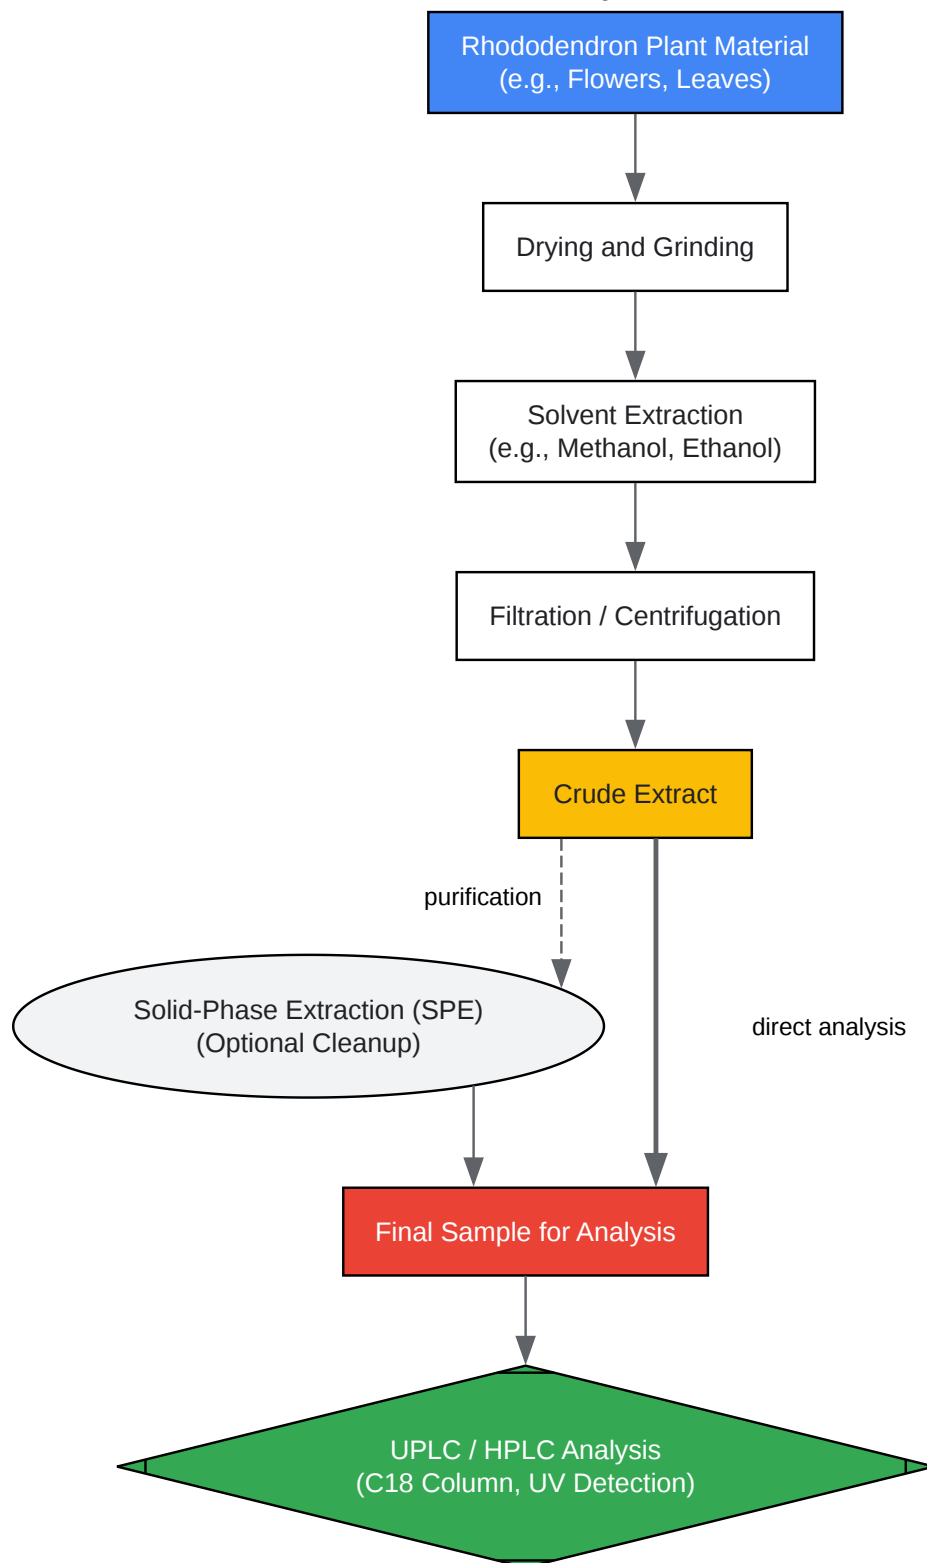 Rhododendron Plant Material
(e.g., Flowers, Leaves)
Drying and Grinding
Solvent Extraction
(e.g., Methanol, Ethanol)
Filtration / Centrifugation
Crude Extract
purification
Solid-Phase Extraction (SPE)
(Optional Cleanup)
direct analysis
Final Sample for Analysis
UPLC / HPLC Analysis
(C18 Column, UV Detection)